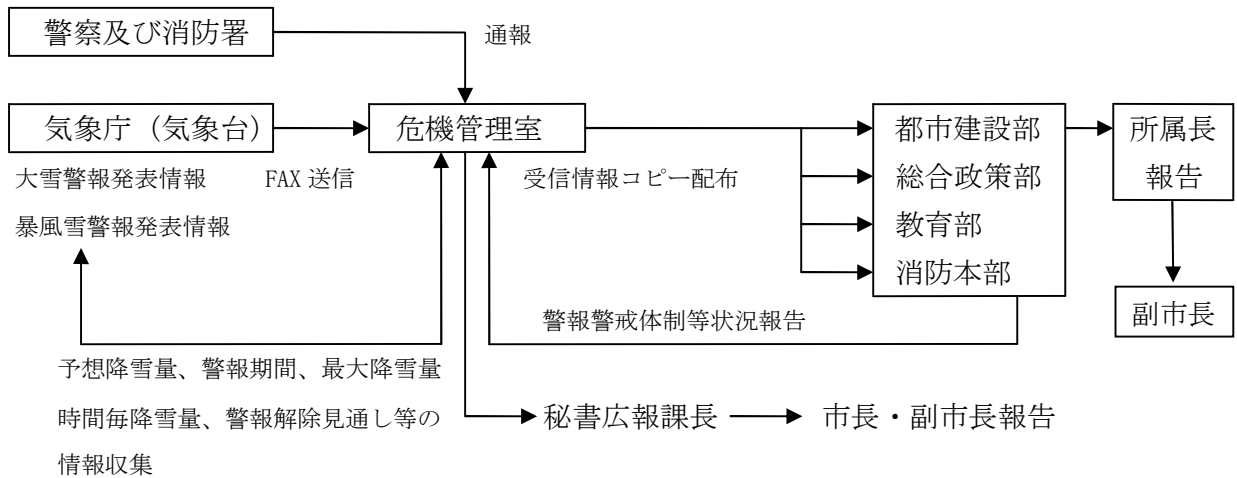 警察及び消防署
通報
気象庁（気象台）
危機管理室
都市建設部
総合政策部
教育部
消防本部
所属長
報告
大雪警報発表情報
暴風雪警報発表情報
FAX 送信
受信情報コピー配布
副市長
警報警戒体制等状況報告
予想降雪量、警報期間、最大降雪量
時間毎降雪量、警報解除見通し等の
情報収集
秘書広報課長
市長・副市長報告